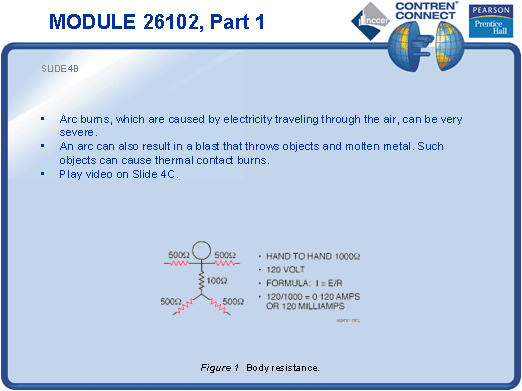 MODULE 26102, Part 1
nccer
CONTREN®
CONNECT
PEARSON
Prentice
Hall
SLIDE 4B
• Arc burns, which are caused by electricity traveling through the air, can be very
severe.
• An arc can also result in a blast that throws objects and molten metal. Such
objects can cause thermal contact burns.
• Play video on Slide 4C.
500Ω 500Ω
100Ω
500Ω 500Ω
• HAND TO HAND 1000Ω
• 120 VOLT
• FORMULA: I = E/R
• 120/1000 = 0.120 AMPS
OR 120 MILLIAMPS
Figure 1 Body resistance.